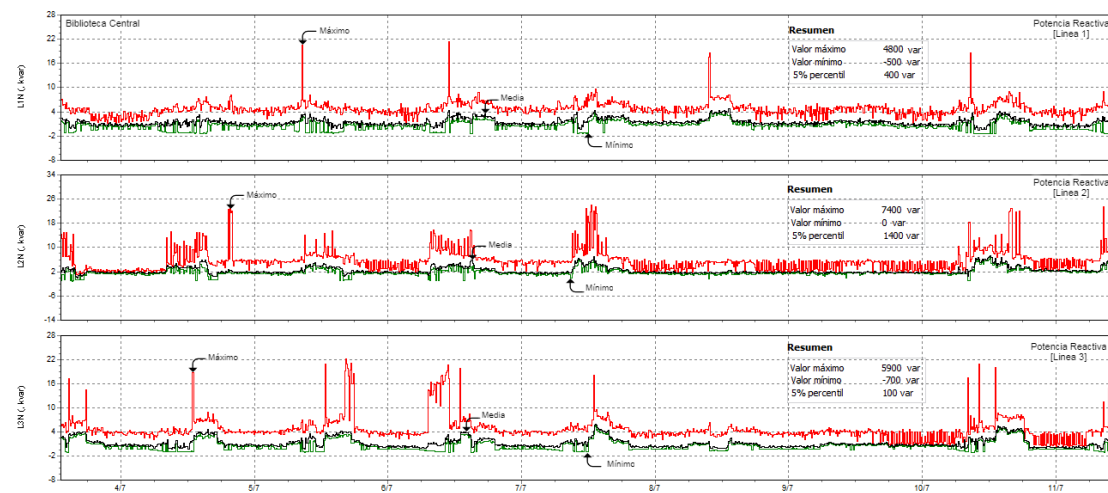 Biblioteca Central
Potencia Reactiva
[Linea 1]
L1N (, kvar)
28
22
16
10
4
-2
-8
Máximo
Media
Mínimo
Resumen
Valor máximo 4800 var
Valor mínimo -500 var
5% percentil 400 var
Potencia Reactiva
[Linea 2]
L2N (, kvar)
34
26
18
10
2
-6
-14
Máximo
Media
Mínimo
Resumen
Valor máximo 7400 var
Valor mínimo 0 var
5% percentil 1400 var
Potencia Reactiva
[Linea 3]
L3N (, kvar)
28
22
16
10
4
-2
-8
Máximo
Media
Mínimo
Resumen
Valor máximo 5900 var
Valor mínimo -700 var
5% percentil 100 var
4/7 5/7 6/7 7/7 8/7 9/7 10/7 11/7